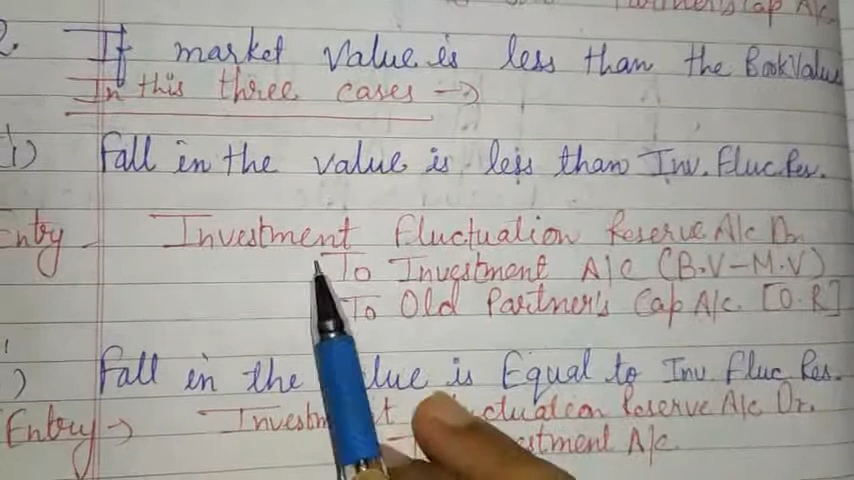 Partner's Cap A/c.
2. If market value is less than the Book Value
In this three cases →
1) Fall in the value is less than Inv. Fluc Res.
Entry - Investment Fluctuation Reserve A/c Dr.
To Investment A/c (B.V-M.V)
To Old Partner's Cap A/c. [O.R]
) Fall in the value is Equal to Inv Fluc Res.
Entry → Reserve A/c Dr.
A/c